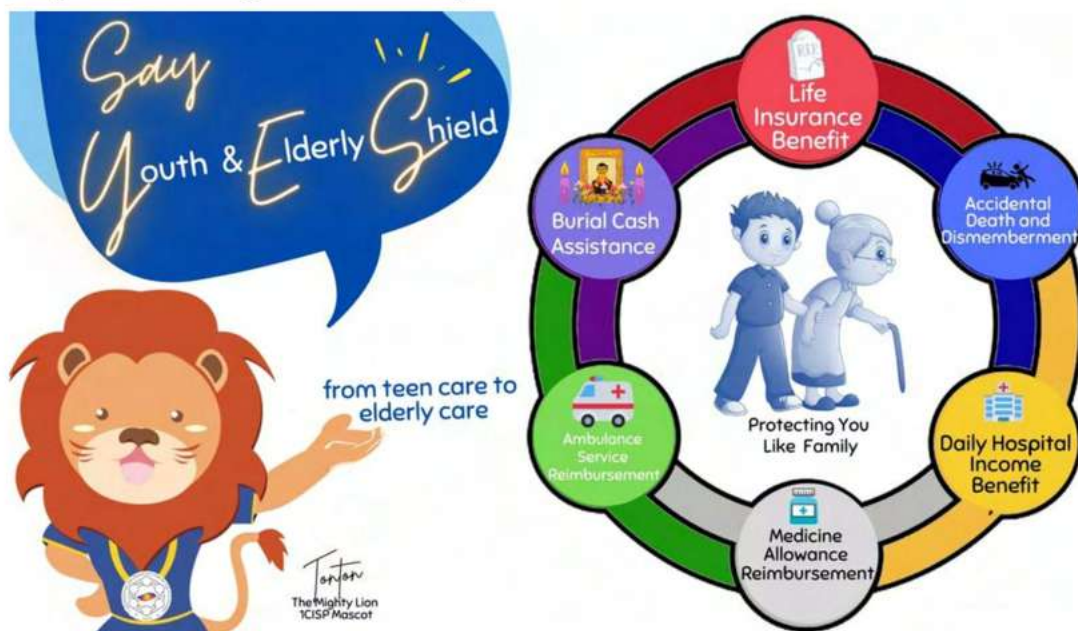 Say
Youth & Elderly Shield
from teen care to
elderly care
Tonton
The Mighty Lion
1CISP Mascot
R.I.P
Life
Insurance
Benefit
Accidental
Death and
Dismemberment
Daily Hospital
Income
Benefit
Medicine
Allowance
Reimbursement
Ambulance
Service
Reimbursement
Burial Cash
Assistance
Protecting You
Like Family